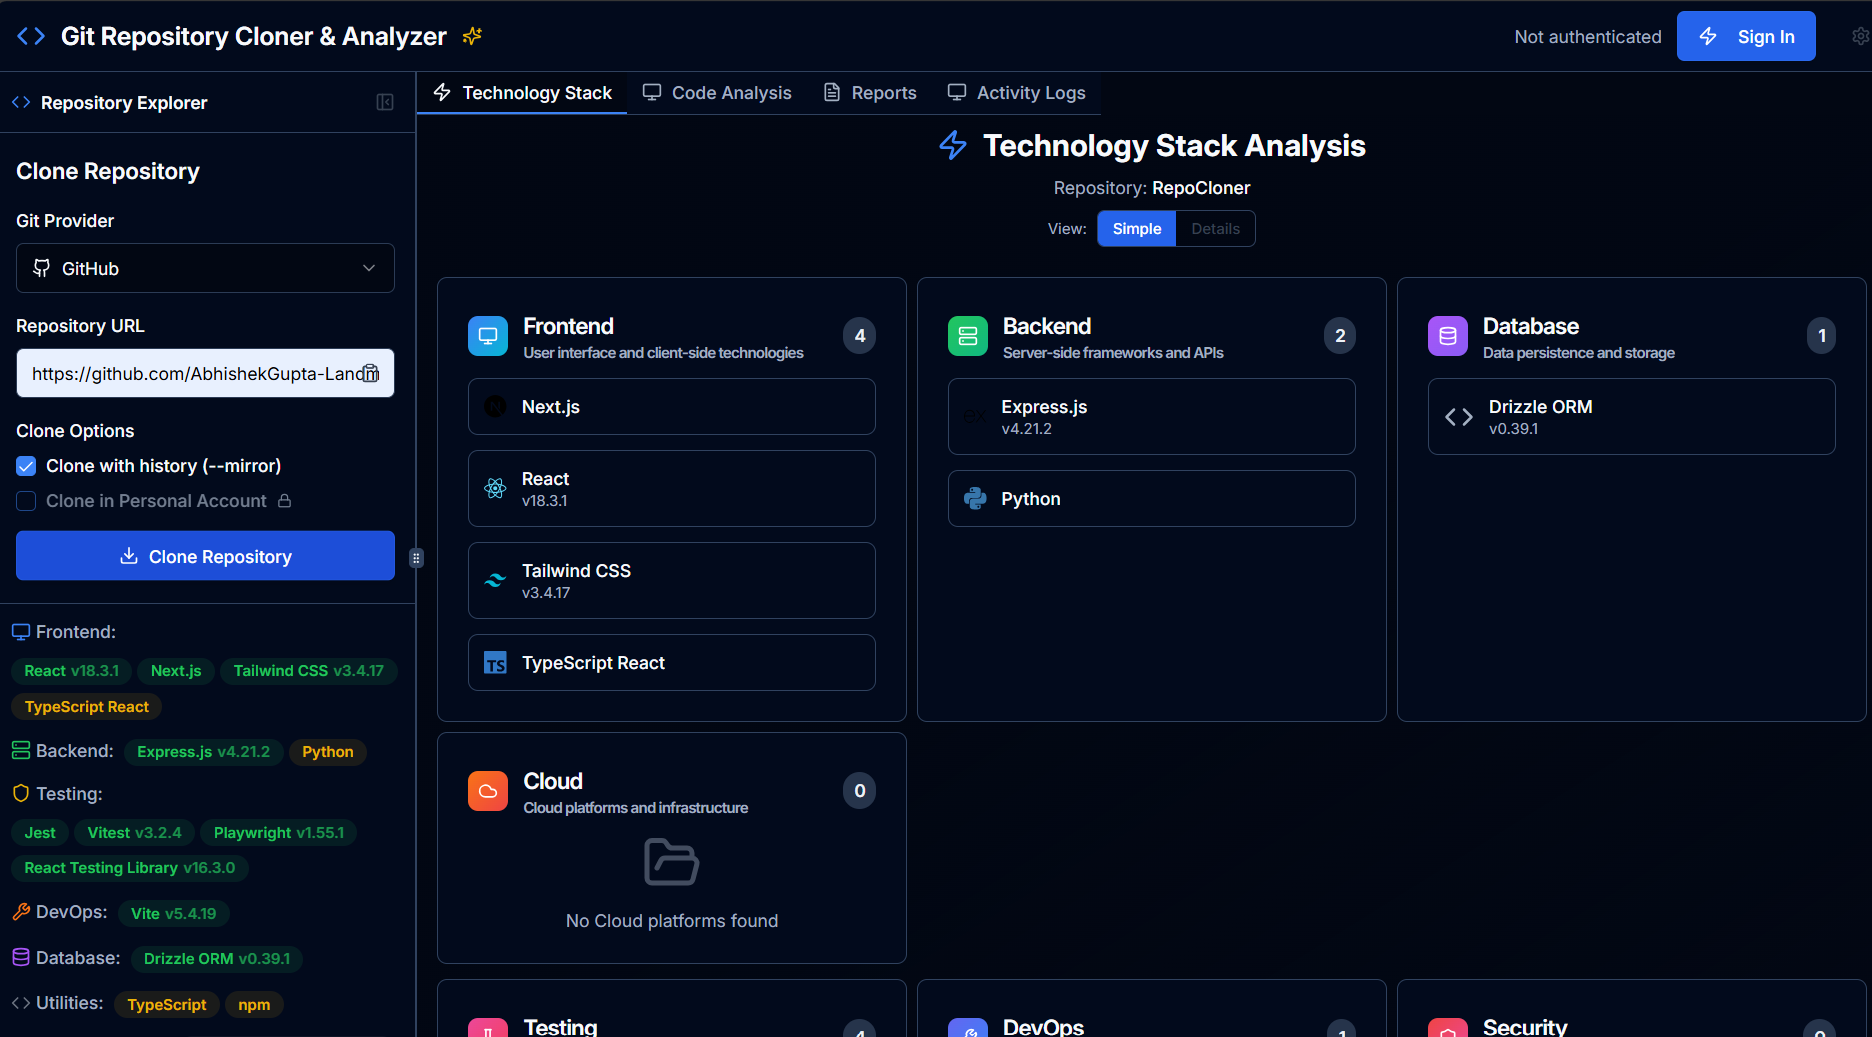 Git Repository Cloner & Analyzer
Not authenticated
Sign In
Repository Explorer
Clone Repository
Git Provider
GitHub
Repository URL
https://github.com/AbhishekGupta-Landm
Clone Options
Clone with history (--mirror)
Clone in Personal Account
Clone Repository
Frontend:
React v18.3.1 Next.js Tailwind CSS v3.4.17
TypeScript React
Backend: Express.js v4.21.2 Python
Testing:
Jest Vitest v3.2.4 Playwright v1.55.1
React Testing Library v16.3.0
DevOps: Vite v5.4.19
Database: Drizzle ORM v0.39.1
Utilities: TypeScript npm
Technology Stack Code Analysis Reports Activity Logs
Technology Stack Analysis
Repository: RepoCloner
View: Simple Details
Frontend
User interface and client-side technologies
4
Next.js
React
v18.3.1
Tailwind CSS
v3.4.17
TS
TypeScript React
Backend
Server-side frameworks and APIs
2
ex
Express.js
v4.21.2
Python
Database
Data persistence and storage
1
Drizzle ORM
v0.39.1
Cloud
Cloud platforms and infrastructure
0
No Cloud platforms found
Testing
4
DevOps
1
Security
0